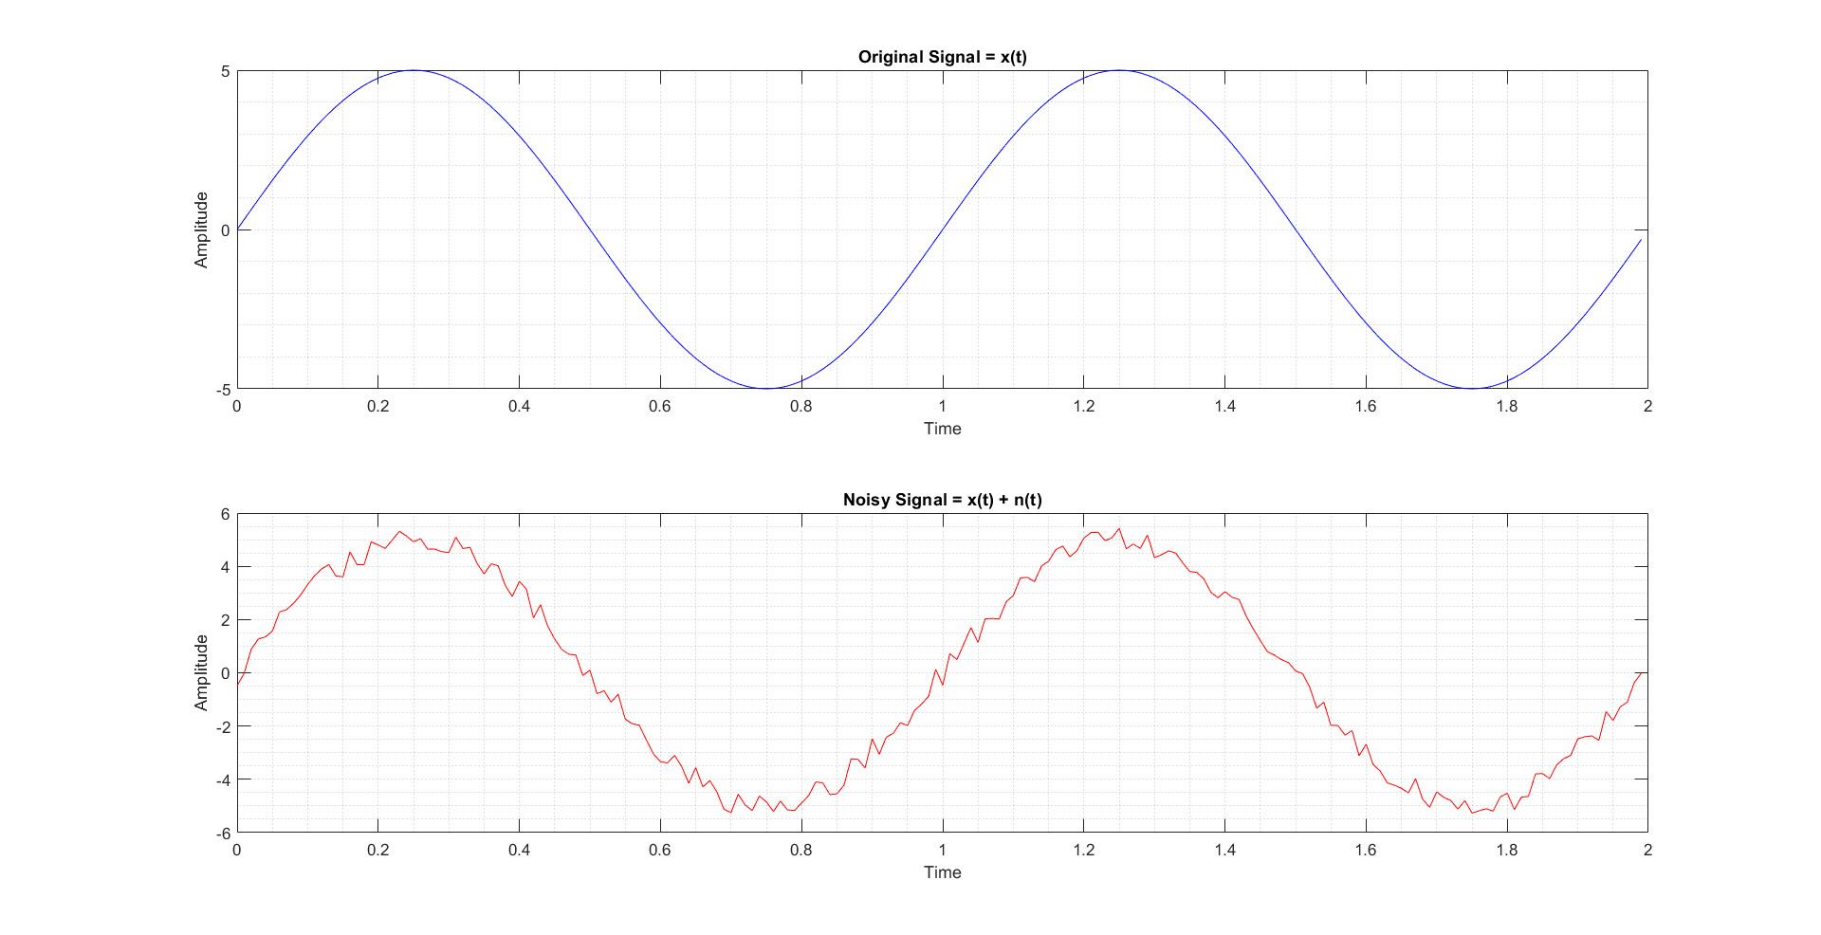 Original Signal = x(t)
5
0
-5
Amplitude
0 0.2 0.4 0.6 0.8 1 1.2 1.4 1.6 1.8 2
Time
Noisy Signal = x(t) + n(t)
6
4
2
0
-2
-4
-6
Amplitude
0 0.2 0.4 0.6 0.8 1 1.2 1.4 1.6 1.8 2
Time